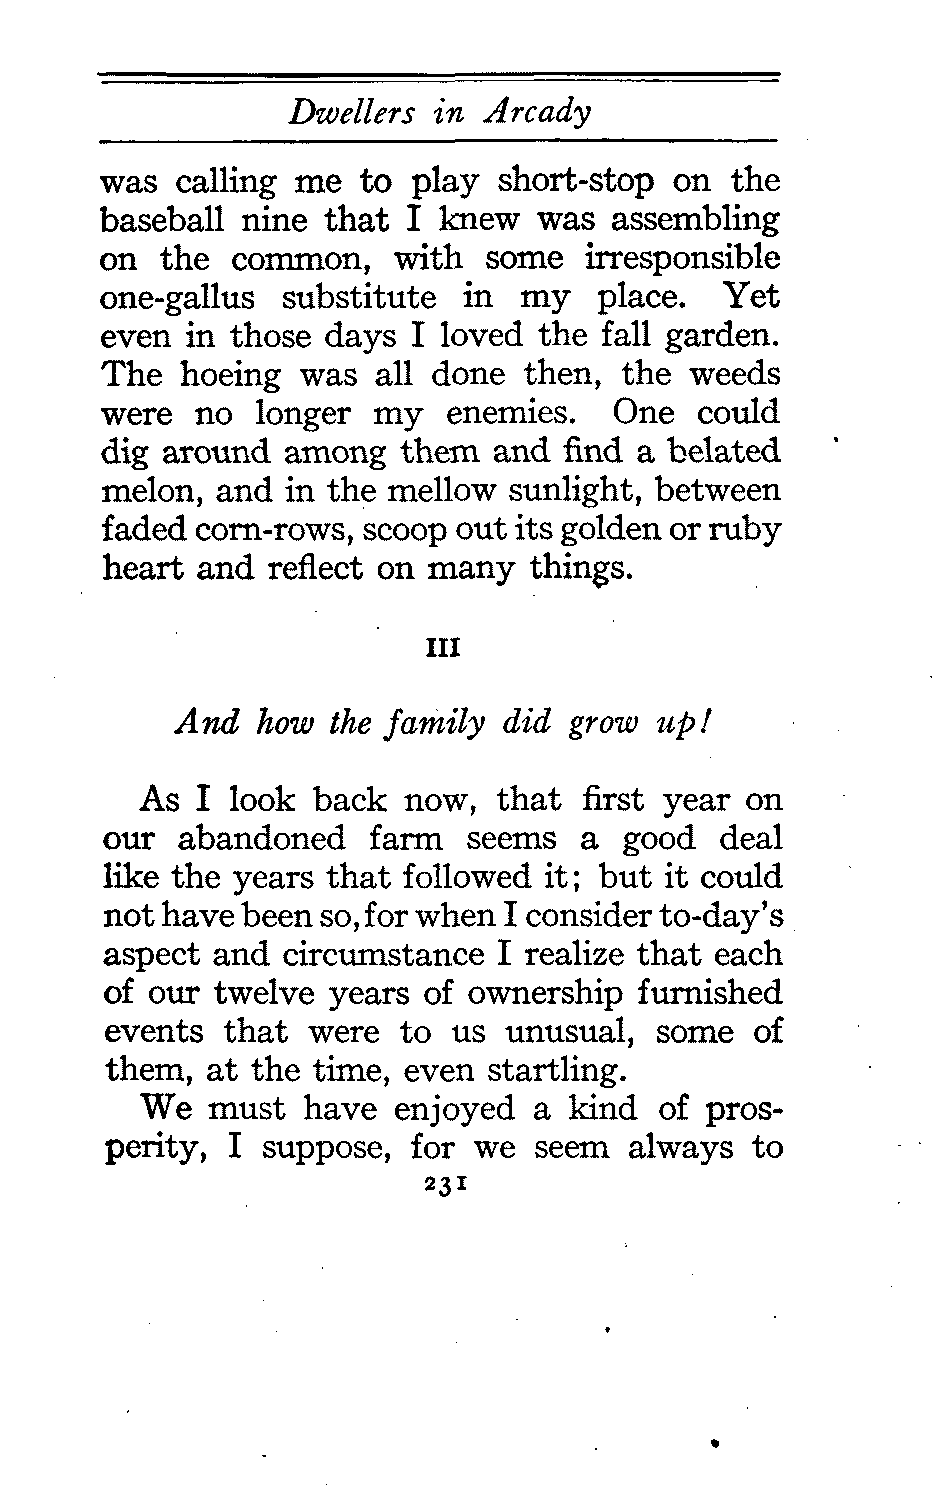 Dwellers in Arcady
was calling me to play short-stop on the
baseball nine that I knew was assembling
on the common, with some irresponsible
one-gallus substitute in my place. Yet
even in those days I loved the fall garden.
The hoeing was all done then, the weeds
were no longer my enemies. One could
dig around among them and find a belated
melon, and in the mellow sunlight, between
faded corn-rows, scoop out its golden or ruby
heart and reflect on many things.
III
And how the family did grow up!
As I look back now, that first year on
our abandoned farm seems a good deal
like the years that followed it; but it could
not have been so, for when I consider to-day's
aspect and circumstance I realize that each
of our twelve years of ownership furnished
events that were to us unusual, some of
them, at the time, even startling.
We must have enjoyed a kind of pros-
perity, I suppose, for we seem always to
231